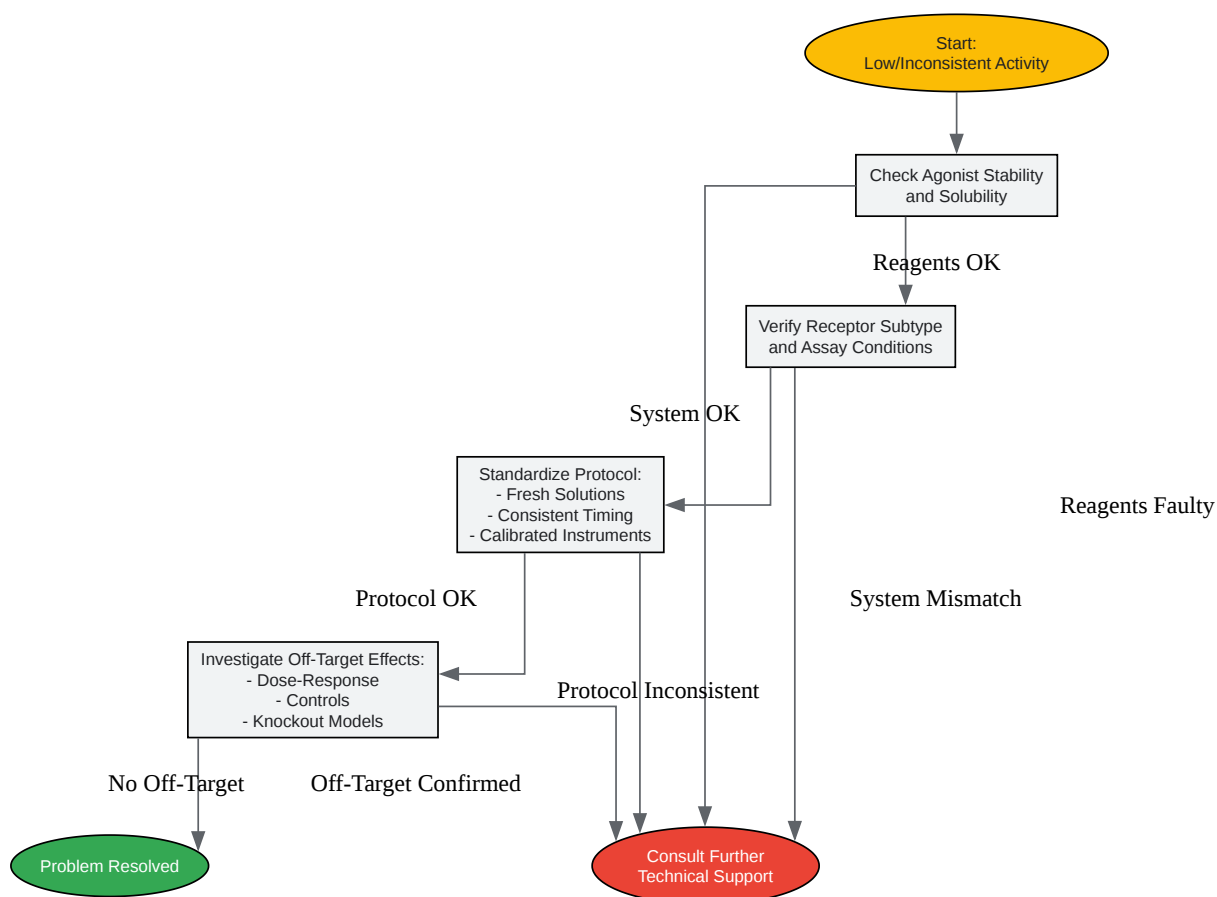 Start:
Low/Inconsistent Activity
Check Agonist Stability
and Solubility
Reagents OK
Verify Receptor Subtype
and Assay Conditions
System OK
Standardize Protocol:
- Fresh Solutions
- Consistent Timing
- Calibrated Instruments
Reagents Faulty
Protocol OK
System Mismatch
Investigate Off-Target Effects:
- Dose-Response
- Controls
- Knockout Models
Protocol Inconsistent
No Off-Target
Off-Target Confirmed
Problem Resolved
Consult Further
Technical Support